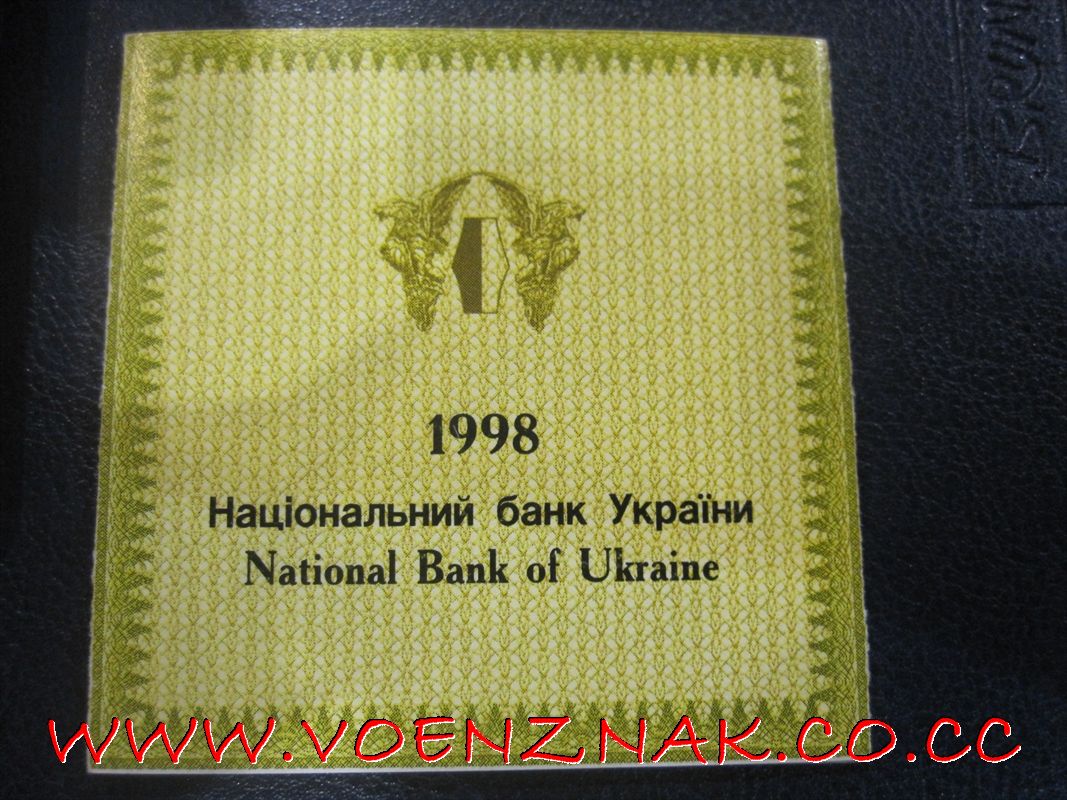 1998
Національний банк України
National Bank of Ukraine
WWW.VOENZNAK.CO.CC